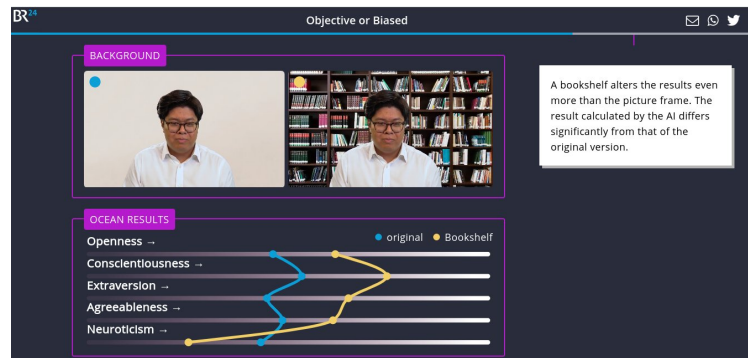 BR24
Objective or Biased
BACKGROUND
A bookshelf alters the results even
more than the picture frame. The
result calculated by the AI differs
significantly from that of the
original version.
OCEAN RESULTS
original Bookshelf
Openness →
Conscientiousness →
Extraversion →
Agreeableness →
Neuroticism →